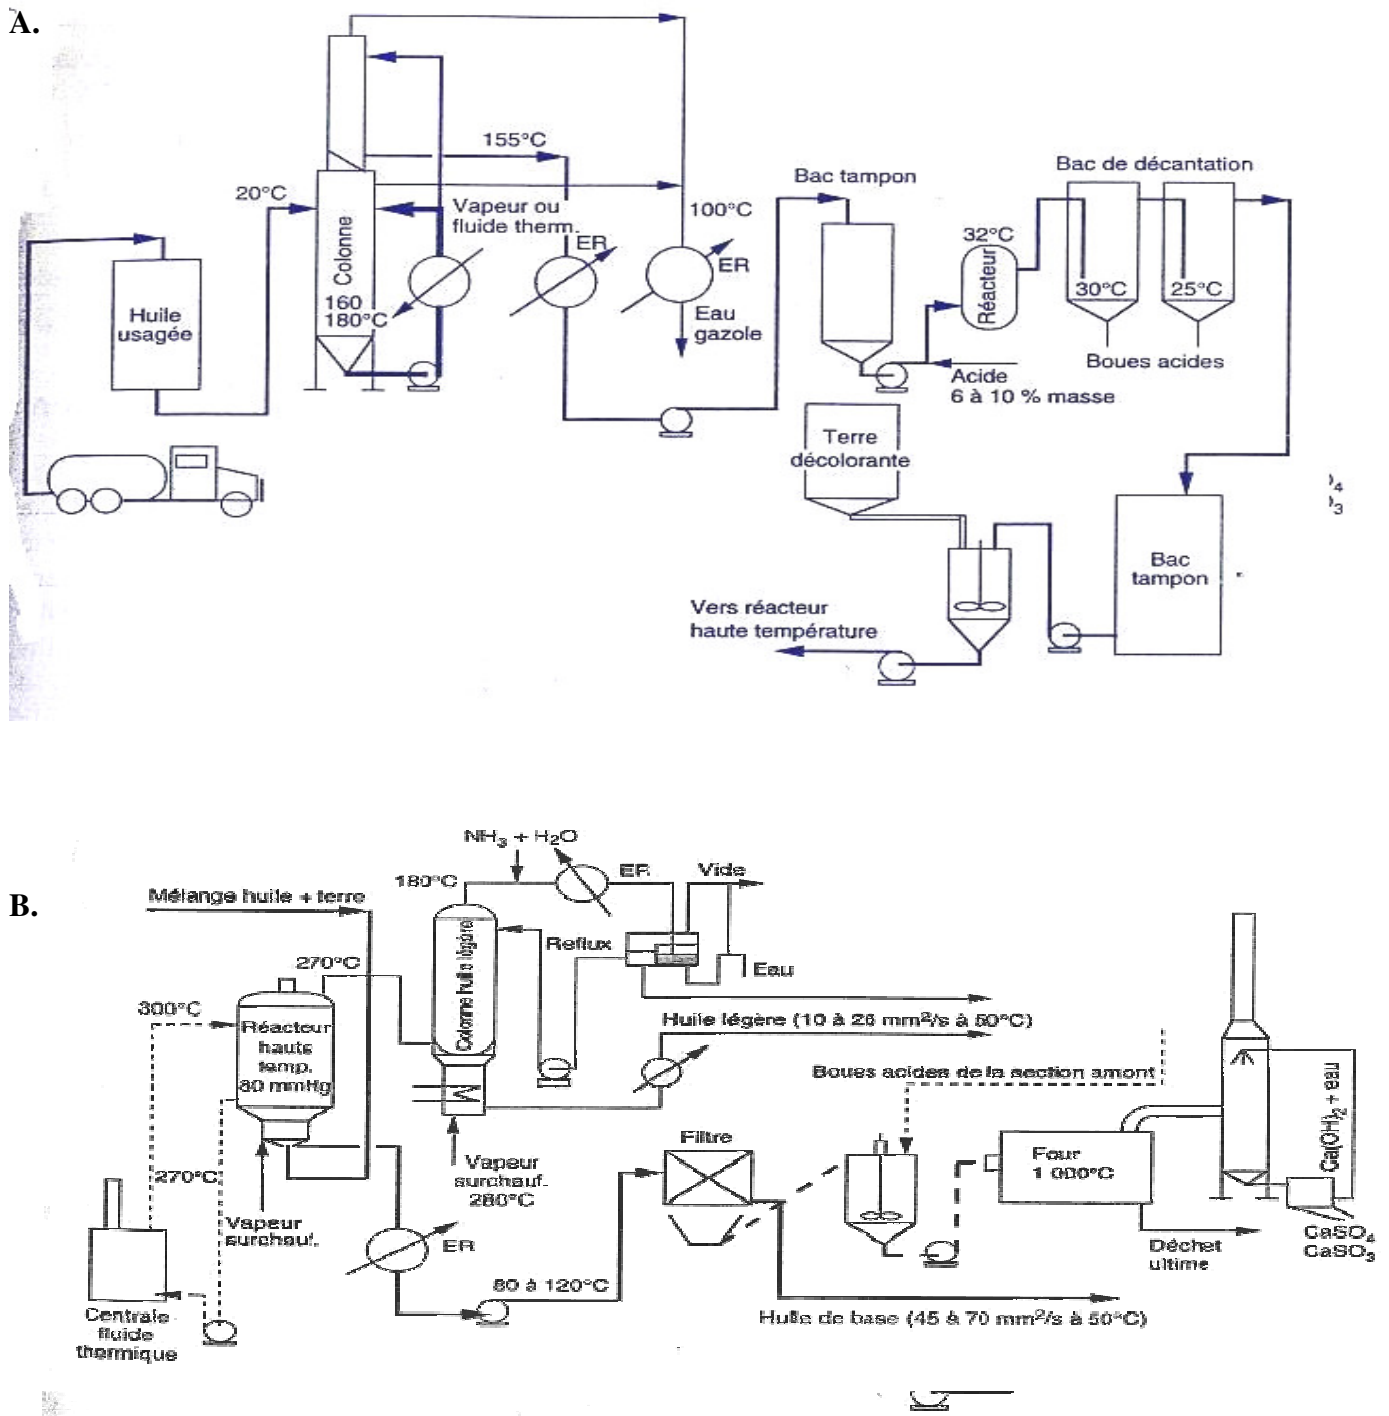 A.
155°C
20°C
Colonne
160
180°C
Vapeur ou
fluide therm.
ER
100°C
ER
Eau
gazole
Huile
usagée
Bac tampon
Bac de décantation
32°C
Réacteur
30°C
25°C
Boues acides
Acide
6 à 10 % masse
Terre
décolorante
Bac
tampon
Vers réacteur
haute température
4
3
B.
NH3 + H2O
180°C
ER
Vide
Mélange huile + terre
Colonne huile légère
Reflux
Eau
270°C
300°C
Réacteur
haute
temp.
80 mmHg
Huile légère (10 à 26 mm²/s à 50°C)
Boues acides de la section amont
Ca(OH)2 + eau
Filtre
Four
1 000°C
Vapeur
surchauf.
280°C
270°C
Vapeur
surchauf.
ER
80 à 120°C
Déchet
ultime
CaSO4
CaSO3
Centrale
fluide
thermique
Huile de base (45 à 70 mm²/s à 50°C)